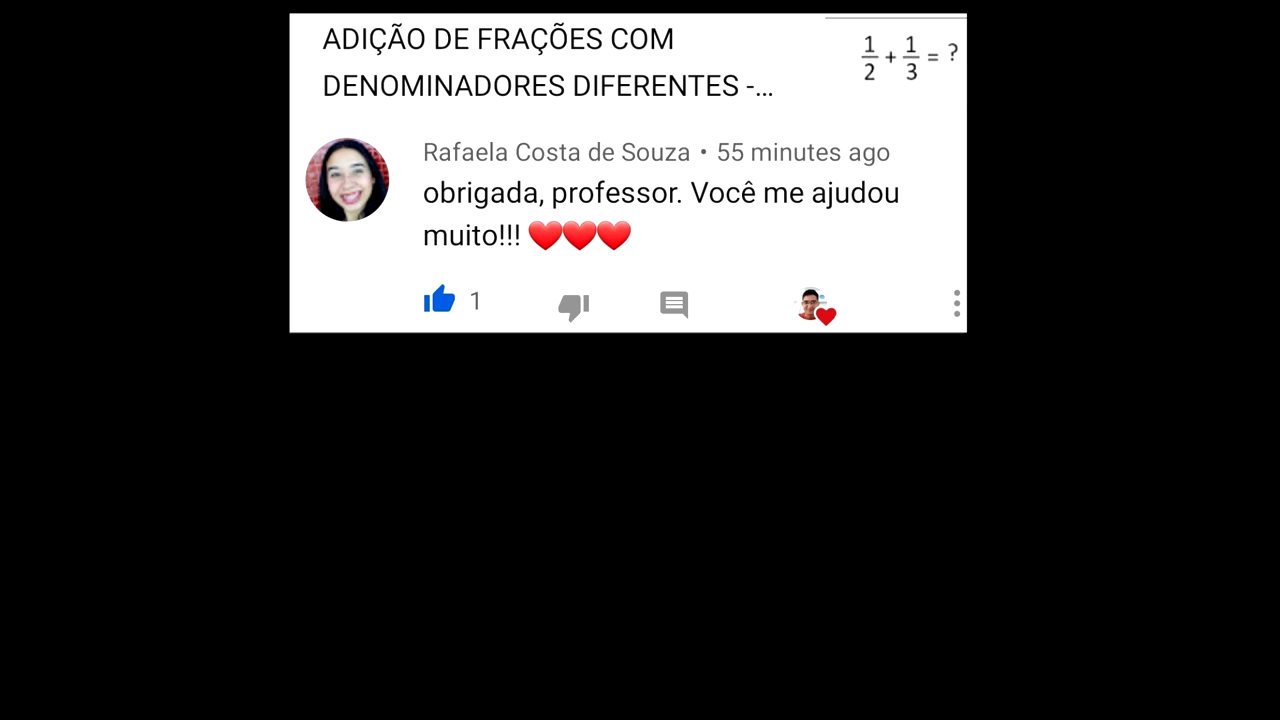 ADIÇÃO DE FRAÇÕES COM
DENOMINADORES DIFERENTES -...
1/2 + 1/3 = ?
Rafaela Costa de Souza • 55 minutes ago
obrigada, professor. Você me ajudou
muito!!! ❤️❤️❤️
1